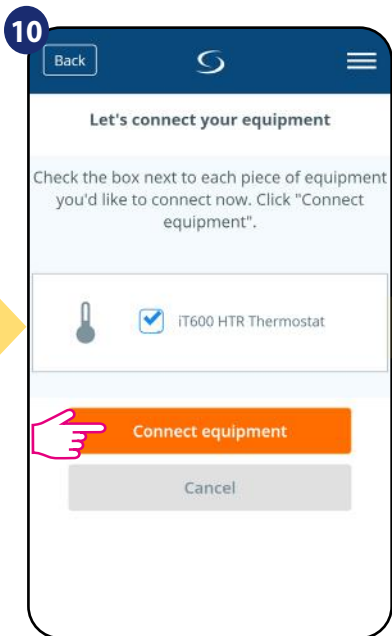 10
Back
Let's connect your equipment
Check the box next to each piece of equipment
you'd like to connect now. Click "Connect
equipment".
iT600 HTR Thermostat
Connect equipment
Cancel